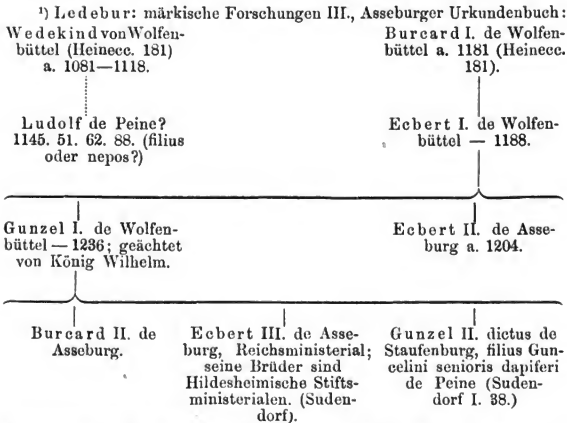 ¹) Ledebur: märkische Forschungen III., Asseburger Urkundenbuch:
Wedekind von Wolfen-
büttel (Heinecc. 181)
a. 1081—1118.
Burcard I. de Wolfen-
büttel a. 1181 (Heinecc.
181).
Ludolf de Peine?
1145. 51. 62. 88. (filius
oder nepos?)
Ecbert I. de Wolfen-
büttel — 1188.
Gunzel I. de Wolfen-
büttel — 1236; geächtet
von König Wilhelm.
Ecbert II. de Asse-
burg a. 1204.
Burcard II. de
Asseburg.
Ecbert III. de Asse-
burg, Reichsministerial;
seine Brüder sind
Hildesheimische Stifts-
ministerialen. (Suden-
dorf).
Gunzel II. dictus de
Staufenburg, filius Gun-
celini senioris dapiferi
de Peine (Suden-
dorf I. 38.)